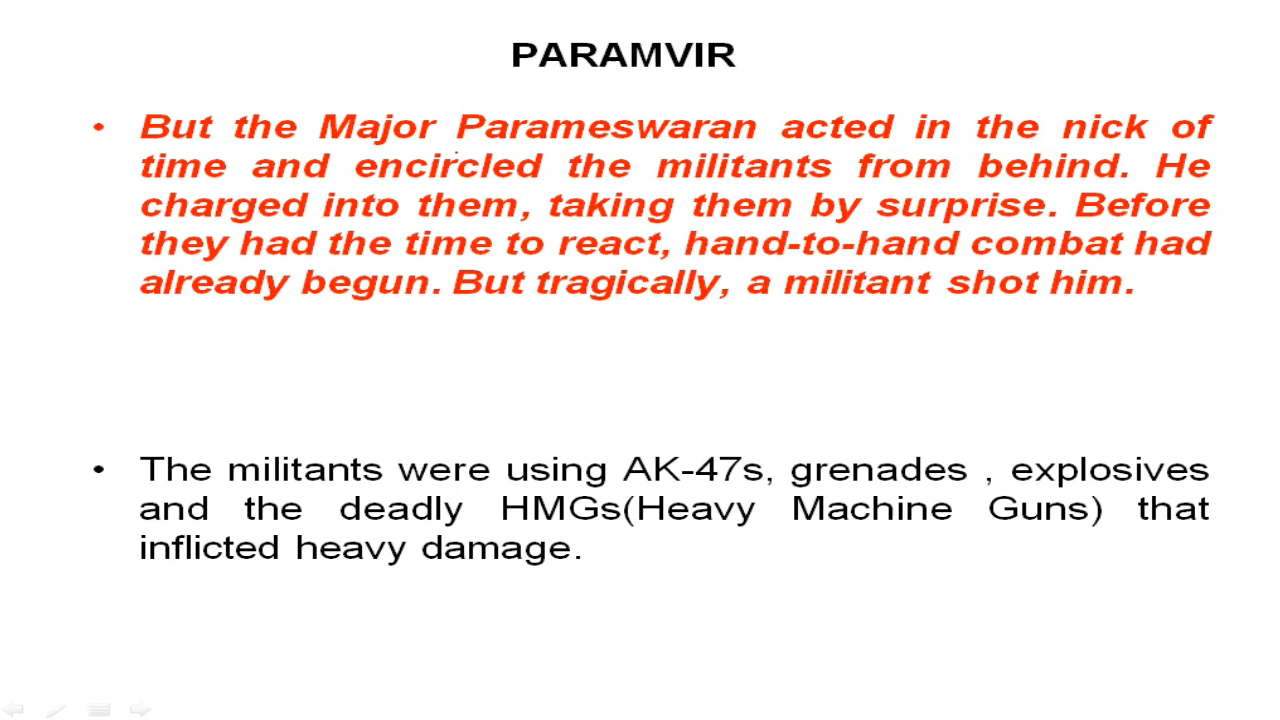 PARAMVIR
• But the Major Parameswaran acted in the nick of
time and encircled the militants from behind. He
charged into them, taking them by surprise. Before
they had the time to react, hand-to-hand combat had
already begun. But tragically, a militant shot him.
• The militants were using AK-47s, grenades , explosives
and the deadly HMGs(Heavy Machine Guns) that
inflicted heavy damage.